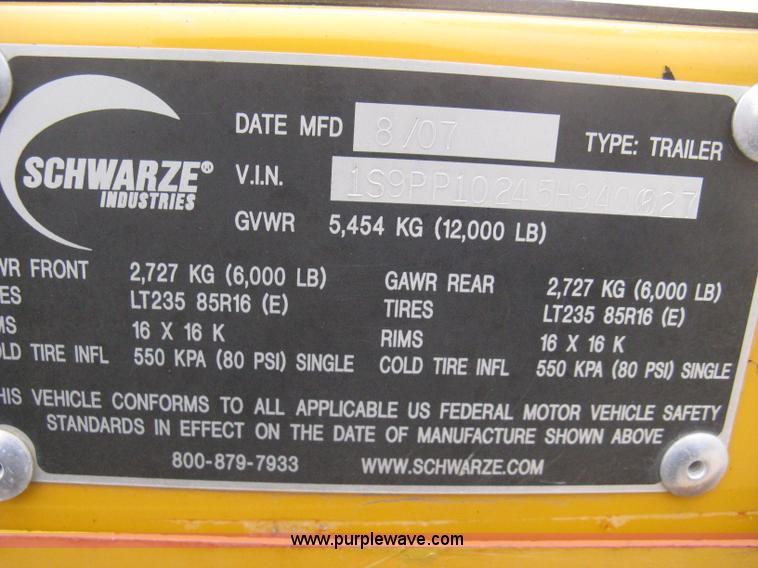 SCHWARZE®
INDUSTRIES
DATE MFD 8/07 TYPE: TRAILER
V.I.N. 1S9PP10245H940027
GVWR 5,454 KG (12,000 LB)
WR FRONT 2,727 KG (6,000 LB) GAWR REAR 2,727 KG (6,000 LB)
ES LT235 85R16 (E) TIRES LT235 85R16 (E)
MS 16 X 16 K RIMS 16 X 16 K
OLD TIRE INFL 550 KPA (80 PSI) SINGLE COLD TIRE INFL 550 KPA (80 PSI) SINGLE
HIS VEHICLE CONFORMS TO ALL APPLICABLE US FEDERAL MOTOR VEHICLE SAFETY
STANDARDS IN EFFECT ON THE DATE OF MANUFACTURE SHOWN ABOVE
800-879-7933 WWW.SCHWARZE.COM
www.purplewave.com